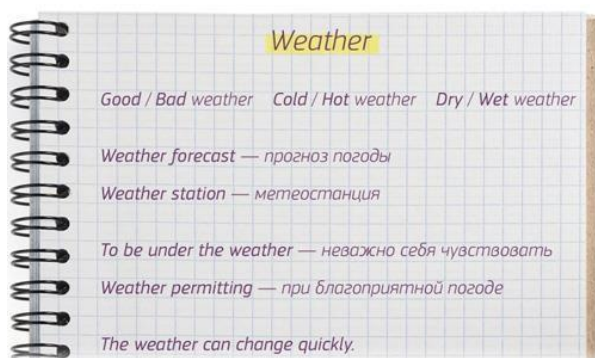 Weather
Good / Bad weather Cold / Hot weather Dry / Wet weather
Weather forecast — прогноз погоды
Weather station — метеостанция
To be under the weather — неважно себя чувствовать
Weather permitting — при благоприятной погоде
The weather can change quickly.